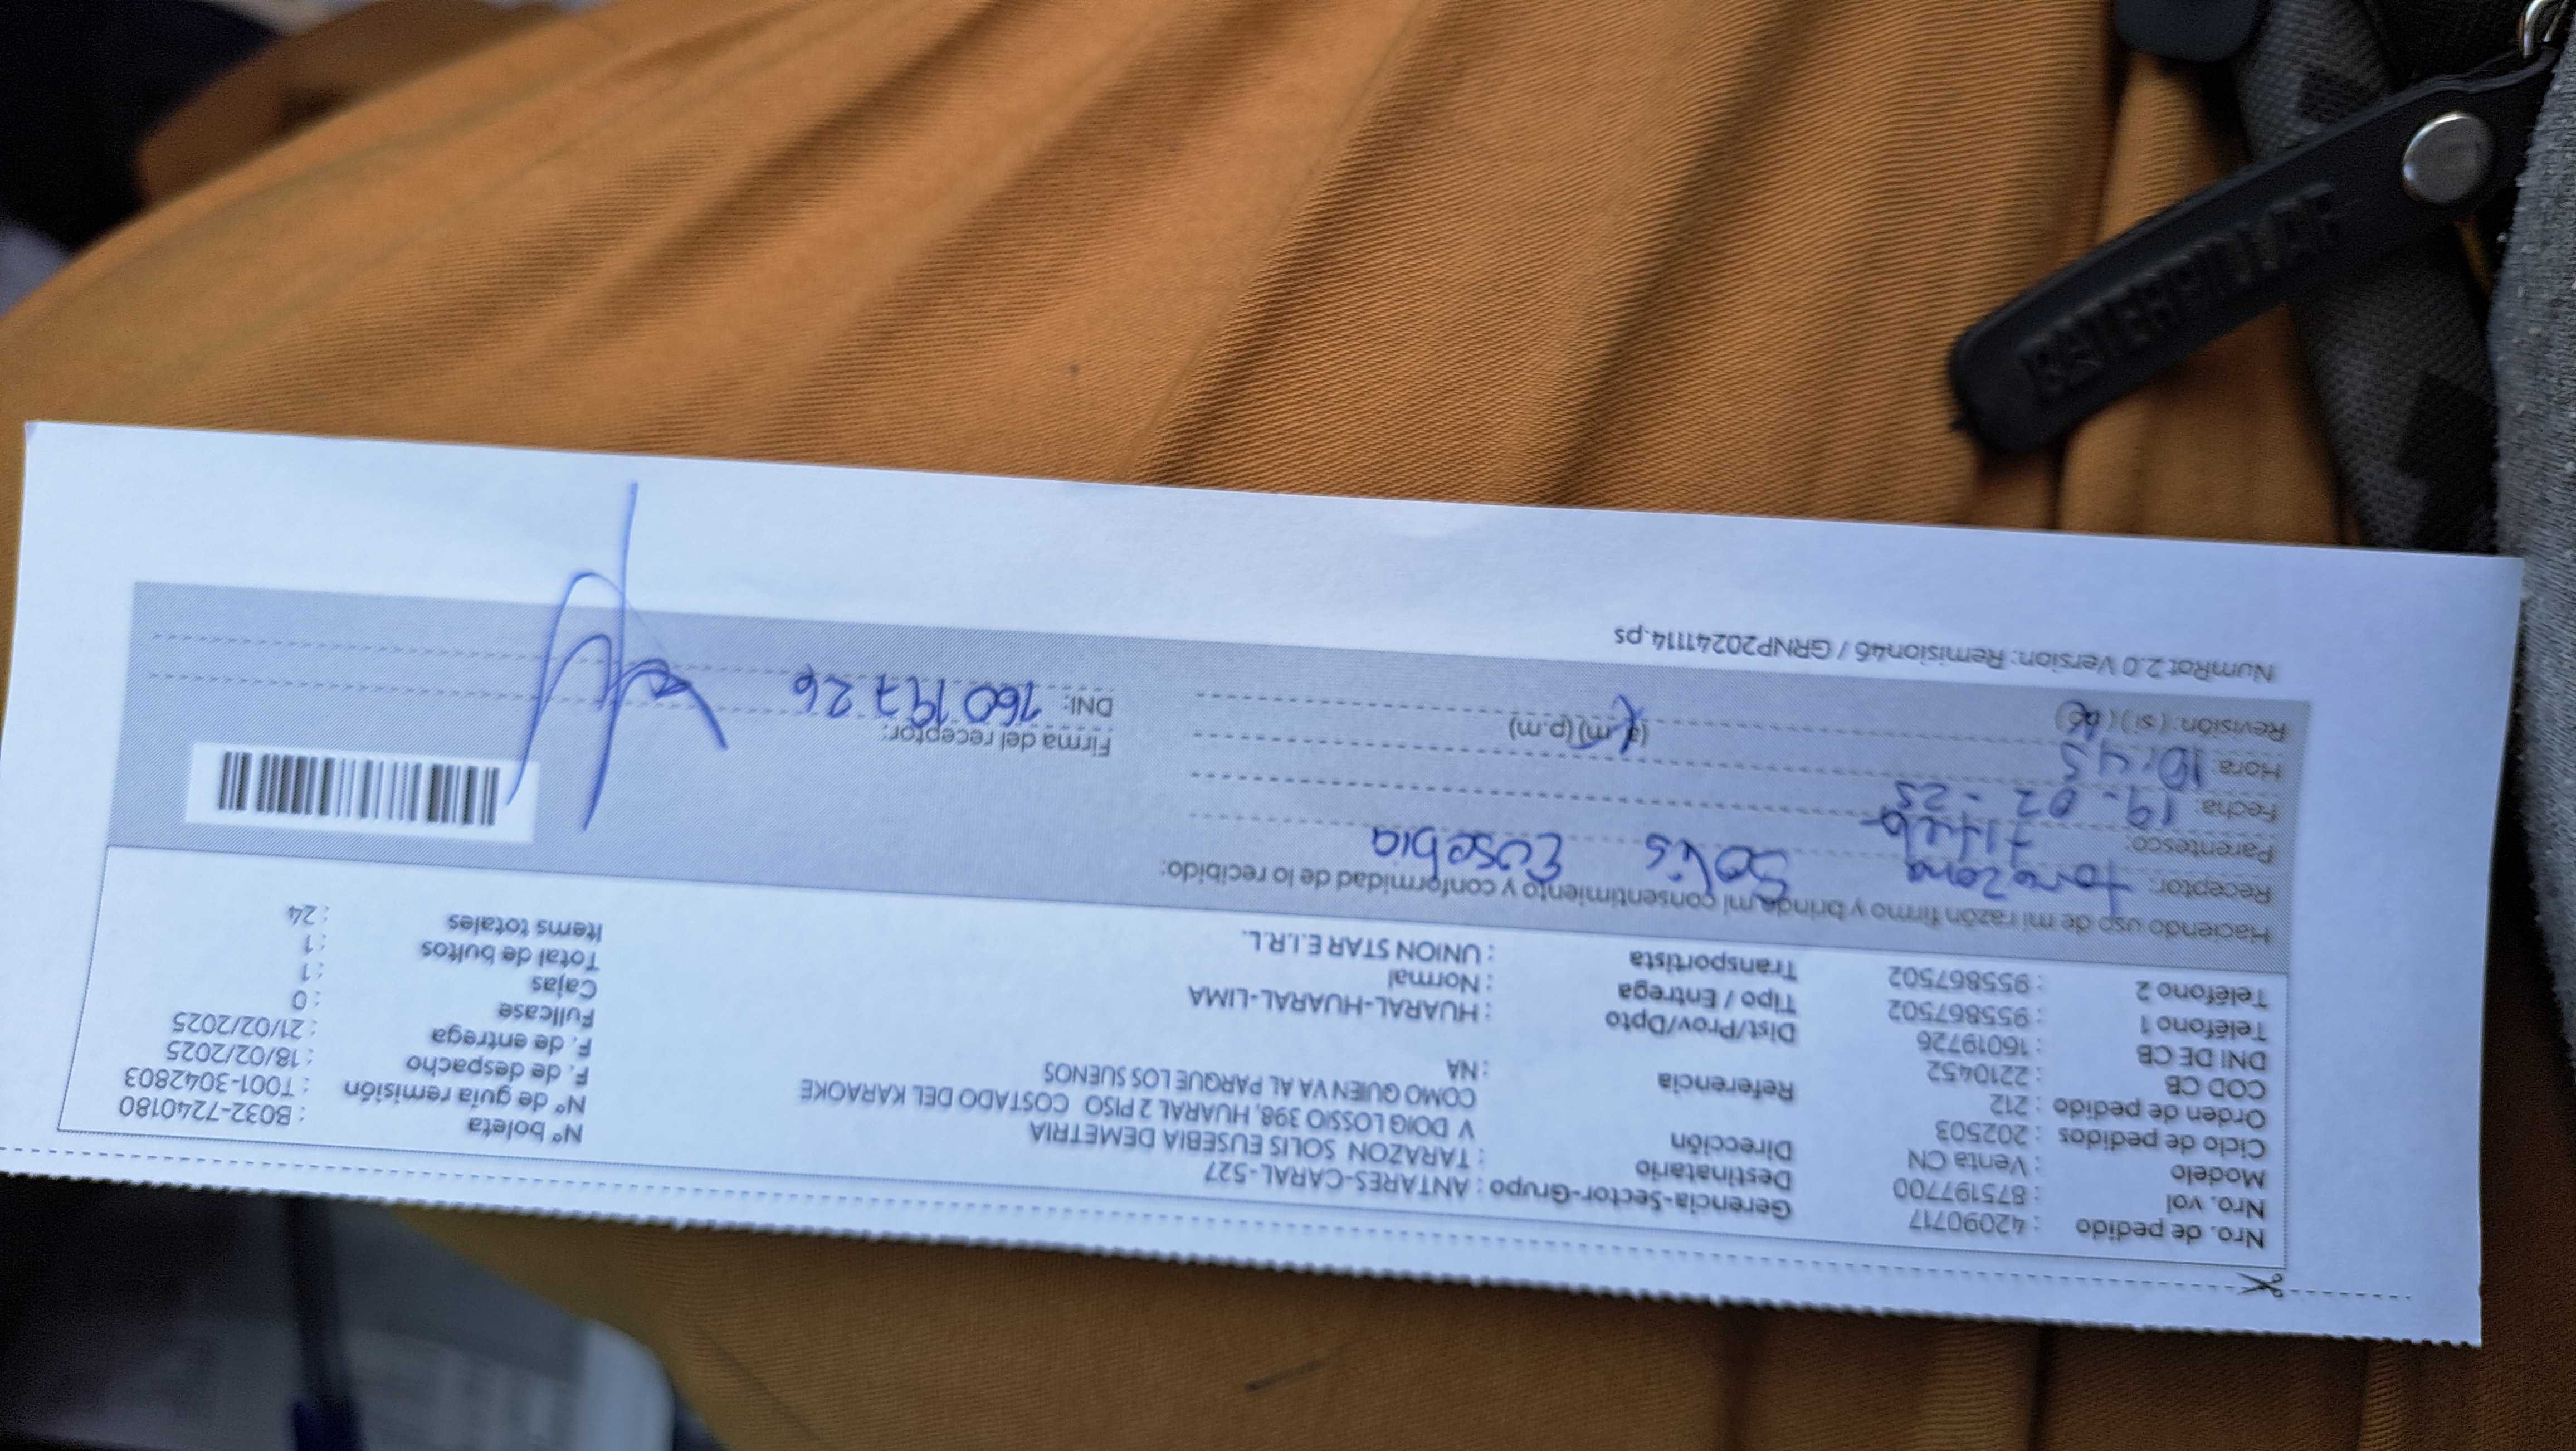 Nro. de pedido : 42090717
Nro. vol : 875197700
Modelo : Venta CN
Ciclo de pedidos : 202503
Orden de pedido : 212
COD CB : 2210452
DNI DE CB : 16019726
Teléfono 1 : 955867502
Teléfono 2 : 955867502
Gerencia-Sector-Grupo : ANTARES-CARAL-527
Destinatario : TARAZON SOLIS EUSEBIA DEMETRIA
Dirección V DOIG LOSSIO 398, HUARAL 2 PISO COSTADO DEL KARAOKE
COMO QUIEN VA AL PARQUE LOS SUENOS
Referencia : NA
Dist/Prov/Dpto : HUARAL-HUARAL-LIMA
Tipo / Entrega : Normal
Transportista : UNION STAR E.I.R.L.
N° boleta : B032-7240180
N° de guía remisión : T001-3042803
F. de despacho : 18/02/2025
F. de entrega : 21/02/2025
Fullcase : 0
Cajas : 1
Total de bultos : 1
Items totales : 24
Haciendo uso de mi razón firmo y brindo mi consentimiento y conformidad de lo recibido:
Receptor: Tarazona Solis Eusebia
Parentesco: Titular
Fecha: 19-02-25
Hora: 10:45 (a.m) (p.m)
Revisión: (si) (no)
Firma del receptor:
DNI: 16019726
NumRot 2.0 Version: Remision46 / GRNP20241114.ps
CATERPILLAR